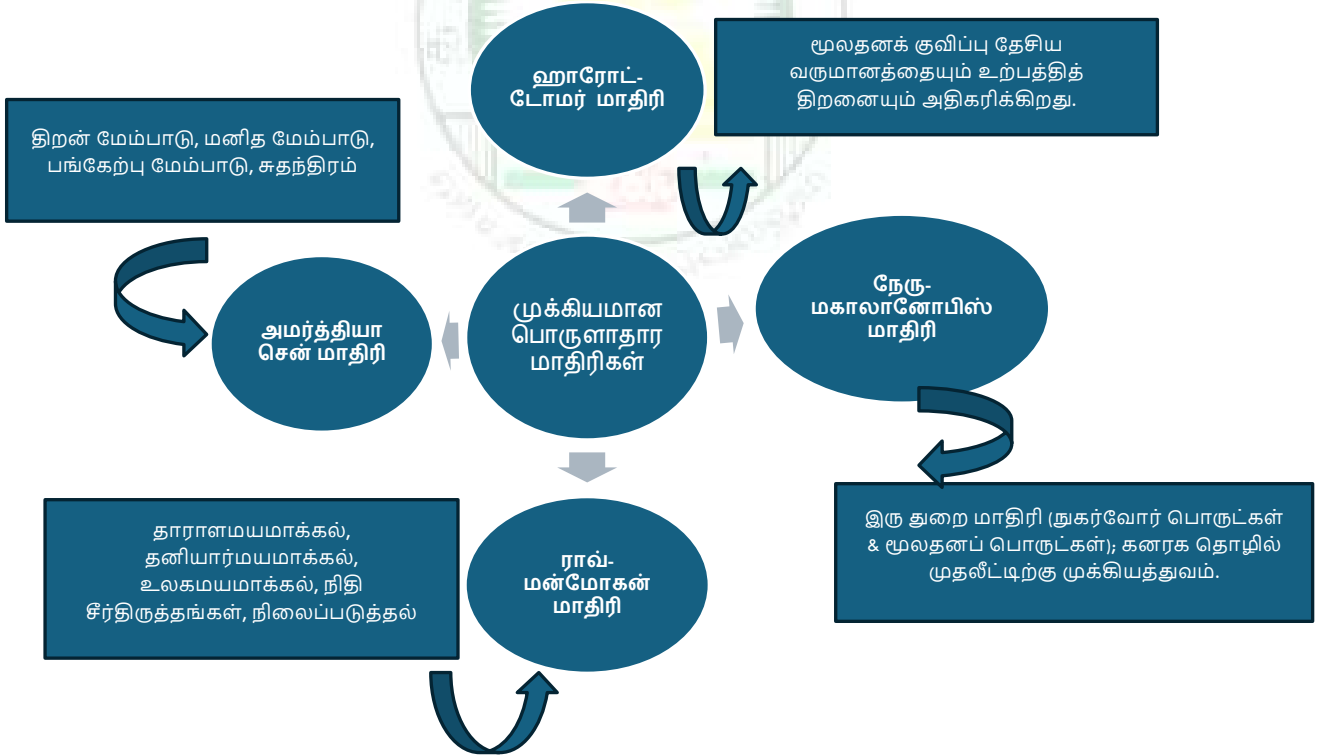 ஹாரோட்-
டோமர் மாதிரி
மூலதனக் குவிப்பு தேசிய
வருமானத்தையும் உற்பத்தித்
திறனையும் அதிகரிக்கிறது.
திறன் மேம்பாடு, மனித மேம்பாடு,
பங்கேற்பு மேம்பாடு, சுதந்திரம்
அமர்த்தியா
சென் மாதிரி
முக்கியமான
பொருளாதார
மாதிரிகள்
நேரு-
மகாலானோபிஸ்
மாதிரி
தாராளமயமாக்கல்,
தனியார்மயமாக்கல்,
உலகமயமாக்கல், நிதி
சீர்திருத்தங்கள், நிலைப்படுத்தல்
ராவ்-
மன்மோகன்
மாதிரி
இரு துறை மாதிரி (நுகர்வோர் பொருட்கள்
& மூலதனப் பொருட்கள்); கனரக தொழில்
முதலீட்டிற்கு முக்கியத்துவம்.